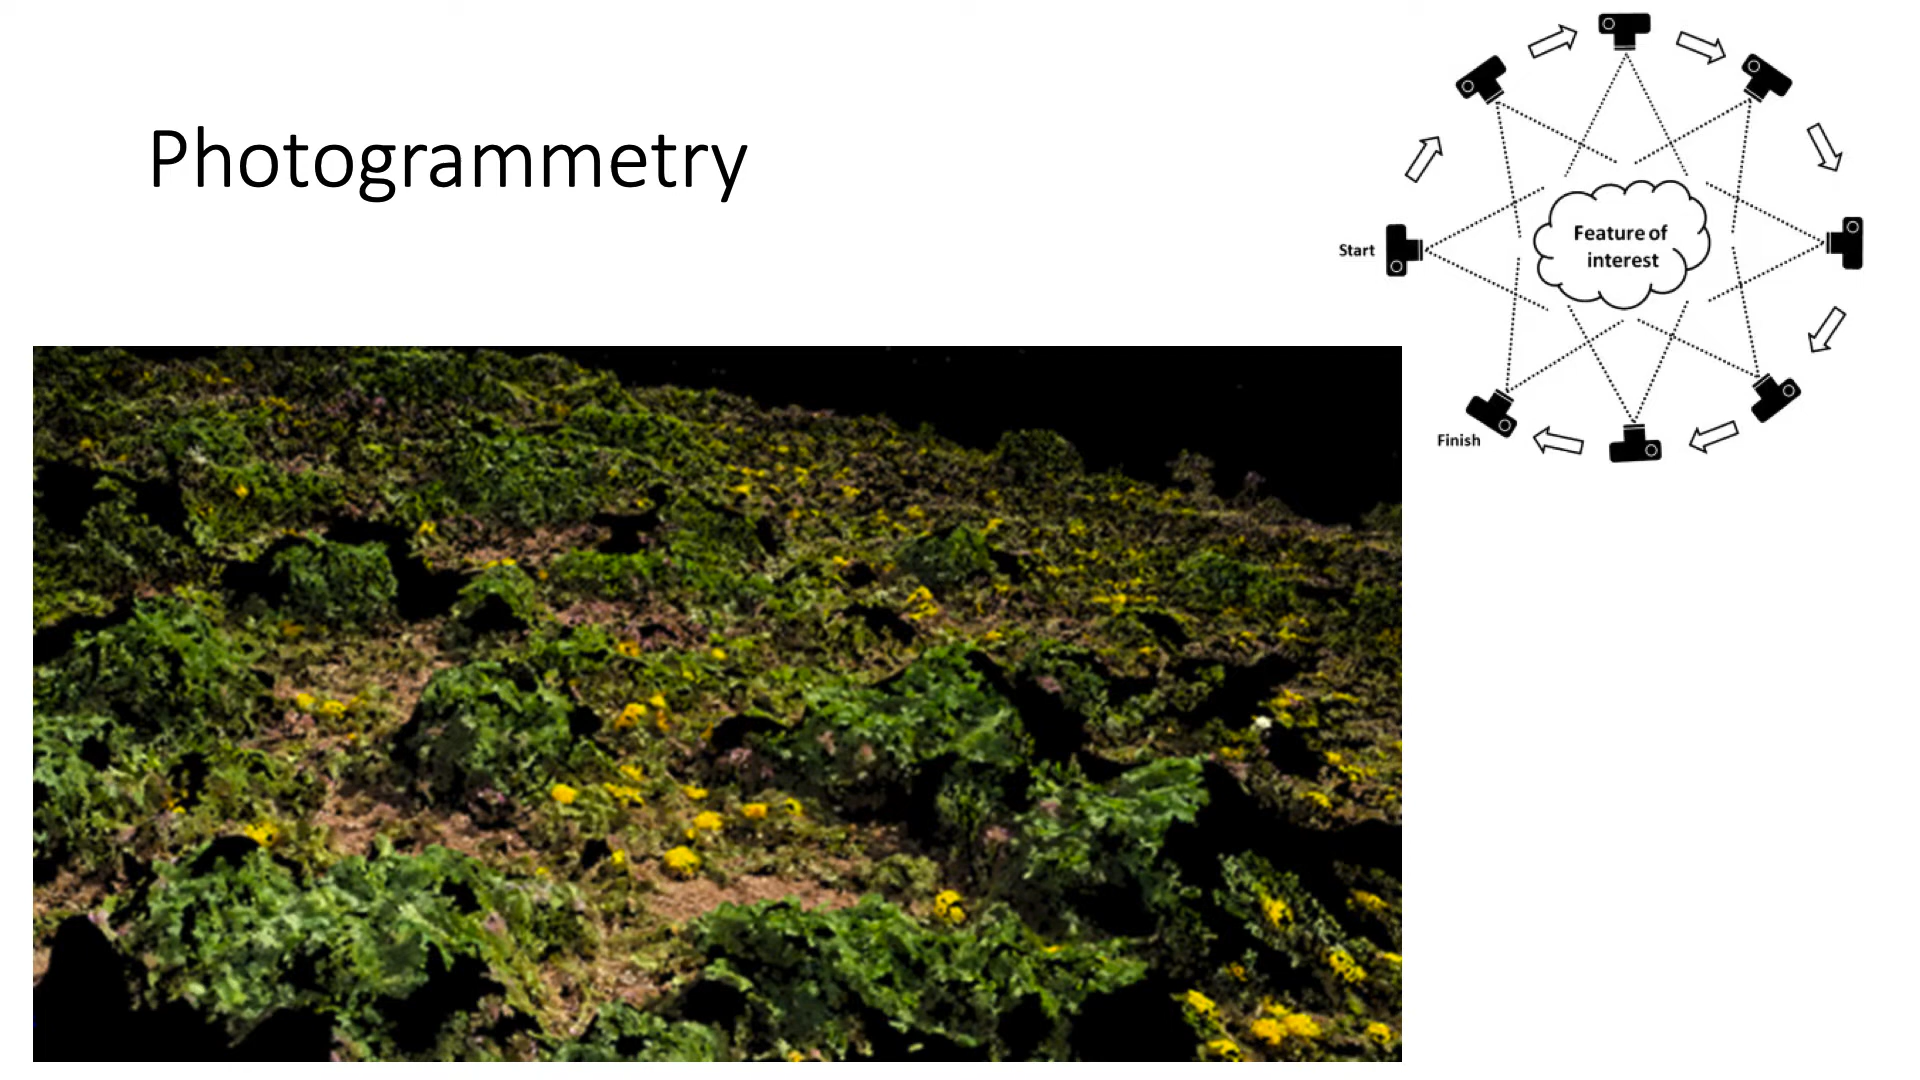 Photogrammetry
Feature of
interest
Start
Finish